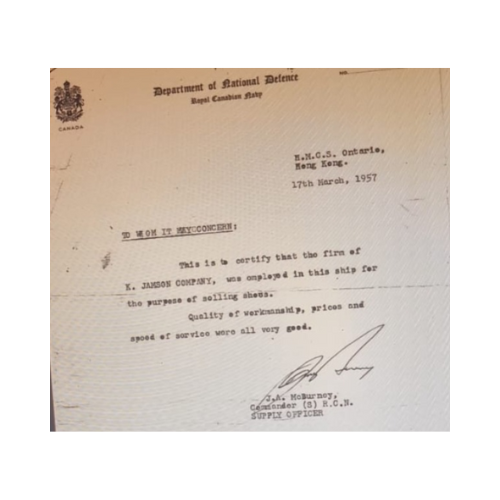 Department of National Defence
NO.
Royal Canadian Navy
CANADA
H.M.C.S. Ontario,
Hong Kong.
17th March, 1957
TO WHOM IT MAY CONCERN:
This is to certify that the firm of
K. JAMSON COMPANY, was employed in this ship for
the purpose of selling shoes.
Quality of workmanship, prices and
speed of service were all very good.
J.A. McBurney,
Commander (S) R.C.N.
SUPPLY OFFICER